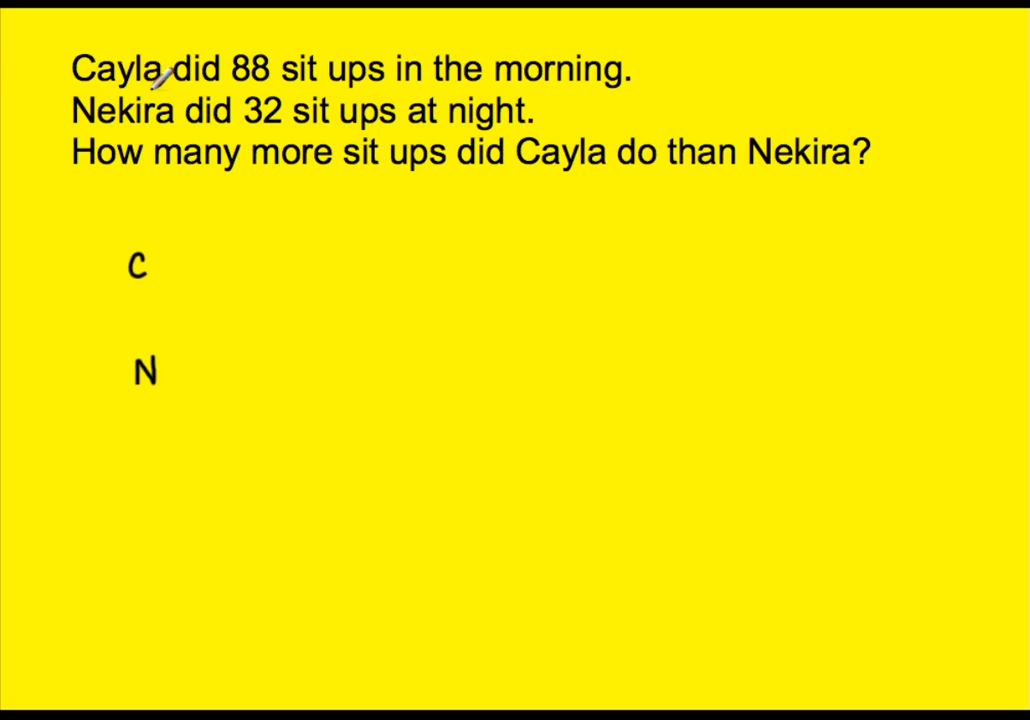 Cayla did 88 sit ups in the morning.
Nekira did 32 sit ups at night.
How many more sit ups did Cayla do than Nekira?
C
N